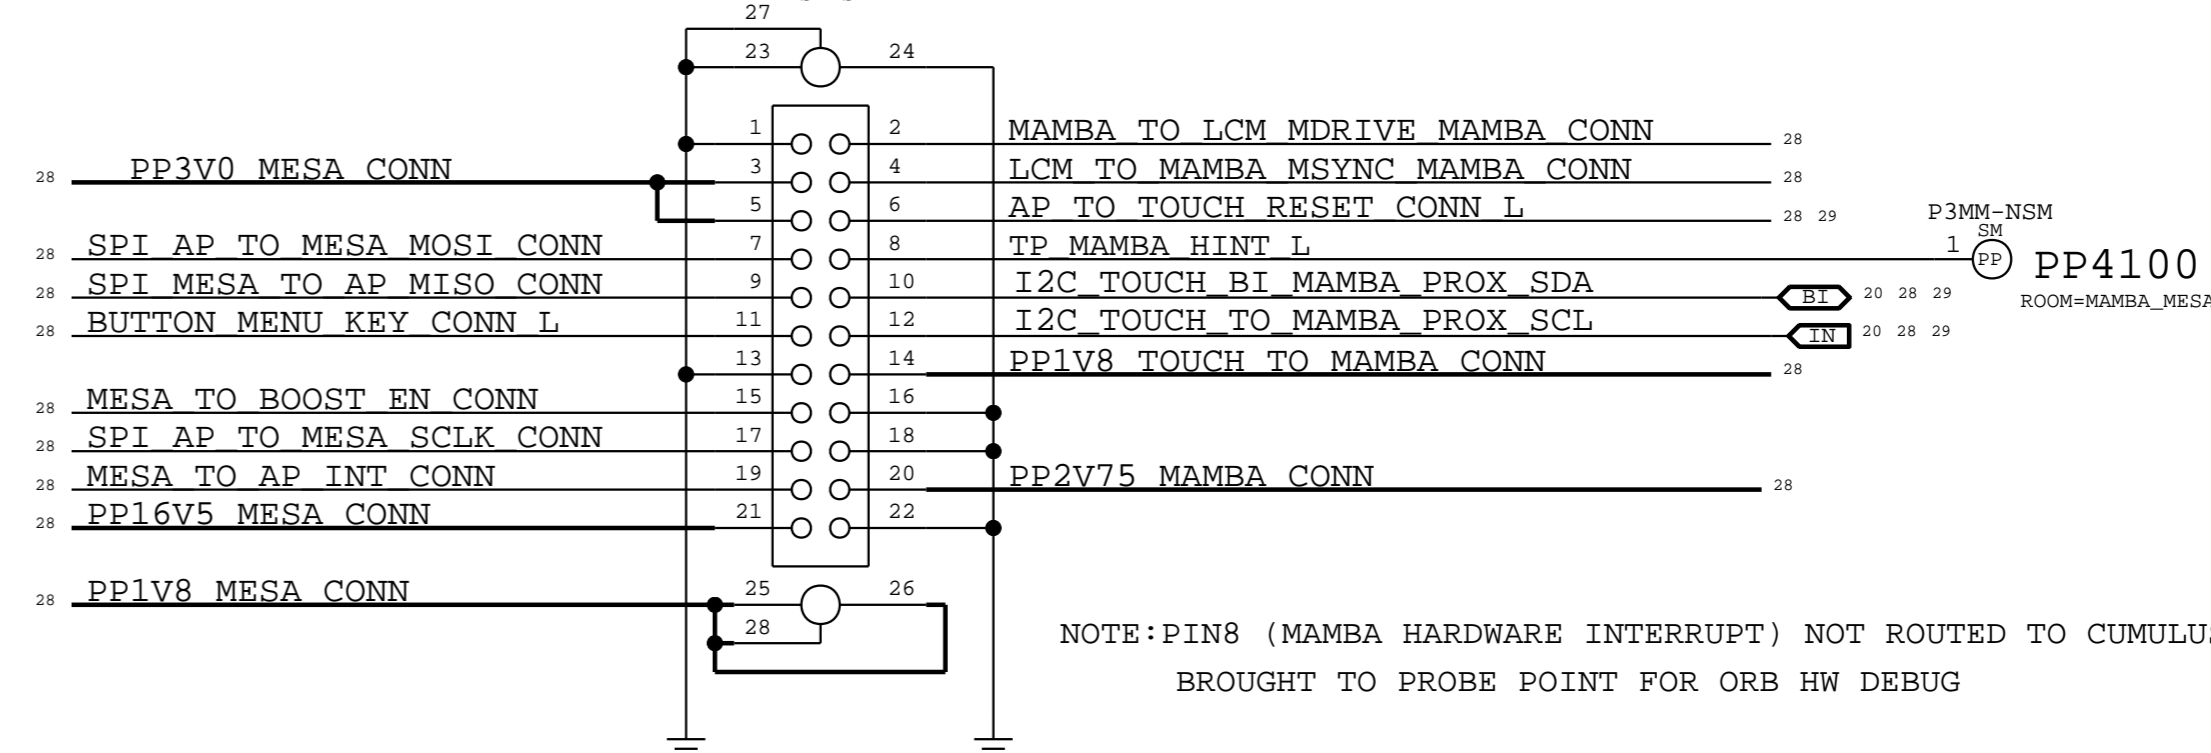 27
23 24
1 2 MAMBA_TO_LCM_MDRIVE_MAMBA_CONN 28
28 PP3V0_MESA_CONN 3 4 LCM_TO_MAMBA_MSYNC_MAMBA_CONN 28
5 6 AP_TO_TOUCH_RESET_CONN_L 28 29
P3MM-NSM
SM
28 SPI_AP_TO_MESA_MOSI_CONN 7 8 TP_MAMBA_HINT_L 1 PP PP4100
28 SPI_MESA_TO_AP_MISO_CONN 9 10 I2C_TOUCH_BI_MAMBA_PROX_SDA BI 20 28 29
ROOM=MAMBA_MESA
28 BUTTON_MENU_KEY_CONN_L 11 12 I2C_TOUCH_TO_MAMBA_PROX_SCL IN 20 28 29
13 14 PP1V8_TOUCH_TO_MAMBA_CONN 28
28 MESA_TO_BOOST_EN_CONN 15 16
28 SPI_AP_TO_MESA_SCLK_CONN 17 18
28 MESA_TO_AP_INT_CONN 19 20 PP2V75_MAMBA_CONN 28
28 PP16V5_MESA_CONN 21 22
28 PP1V8_MESA_CONN 25 26
28
NOTE:PIN8 (MAMBA HARDWARE INTERRUPT) NOT ROUTED TO CUMULUS
BROUGHT TO PROBE POINT FOR ORB HW DEBUG